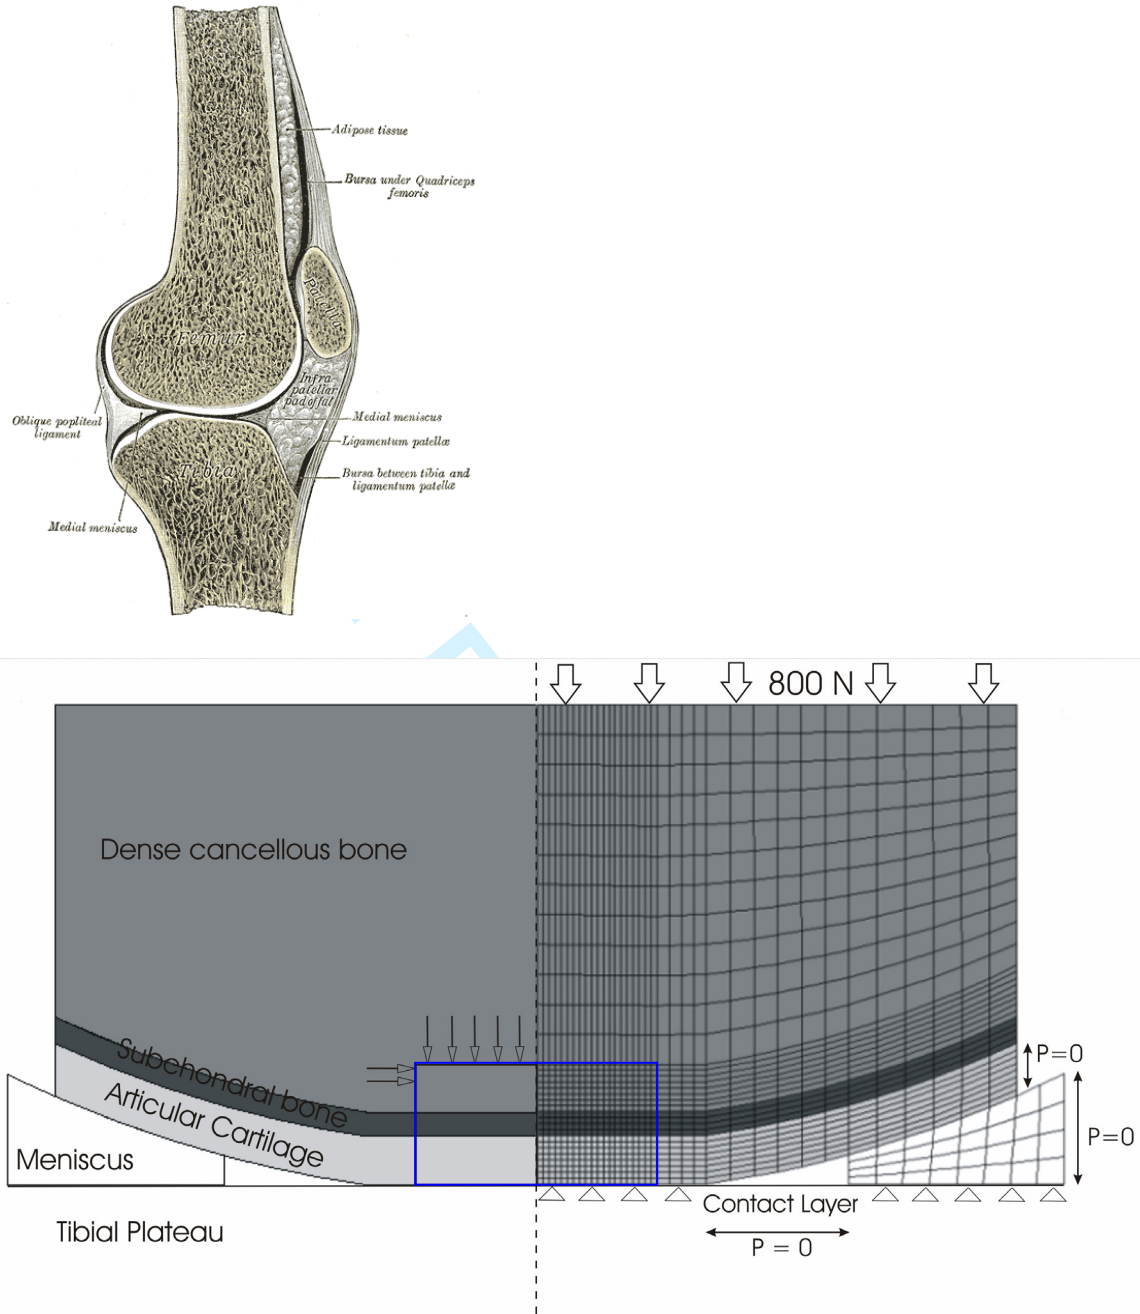 Adipose tissue
Bursa under Quadriceps
femoris
Patella
Femur
Infra
patellar
pad of fat
Oblique popliteal
ligament
Medial meniscus
Ligamentum patellæ
Tibia
Bursa between tibia and
ligamentum patellæ
Medial meniscus
800 N
Dense cancellous bone
Subchondral bone
Articular Cartilage
Meniscus
P=0
P=0
Contact Layer
Tibial Plateau
P = 0